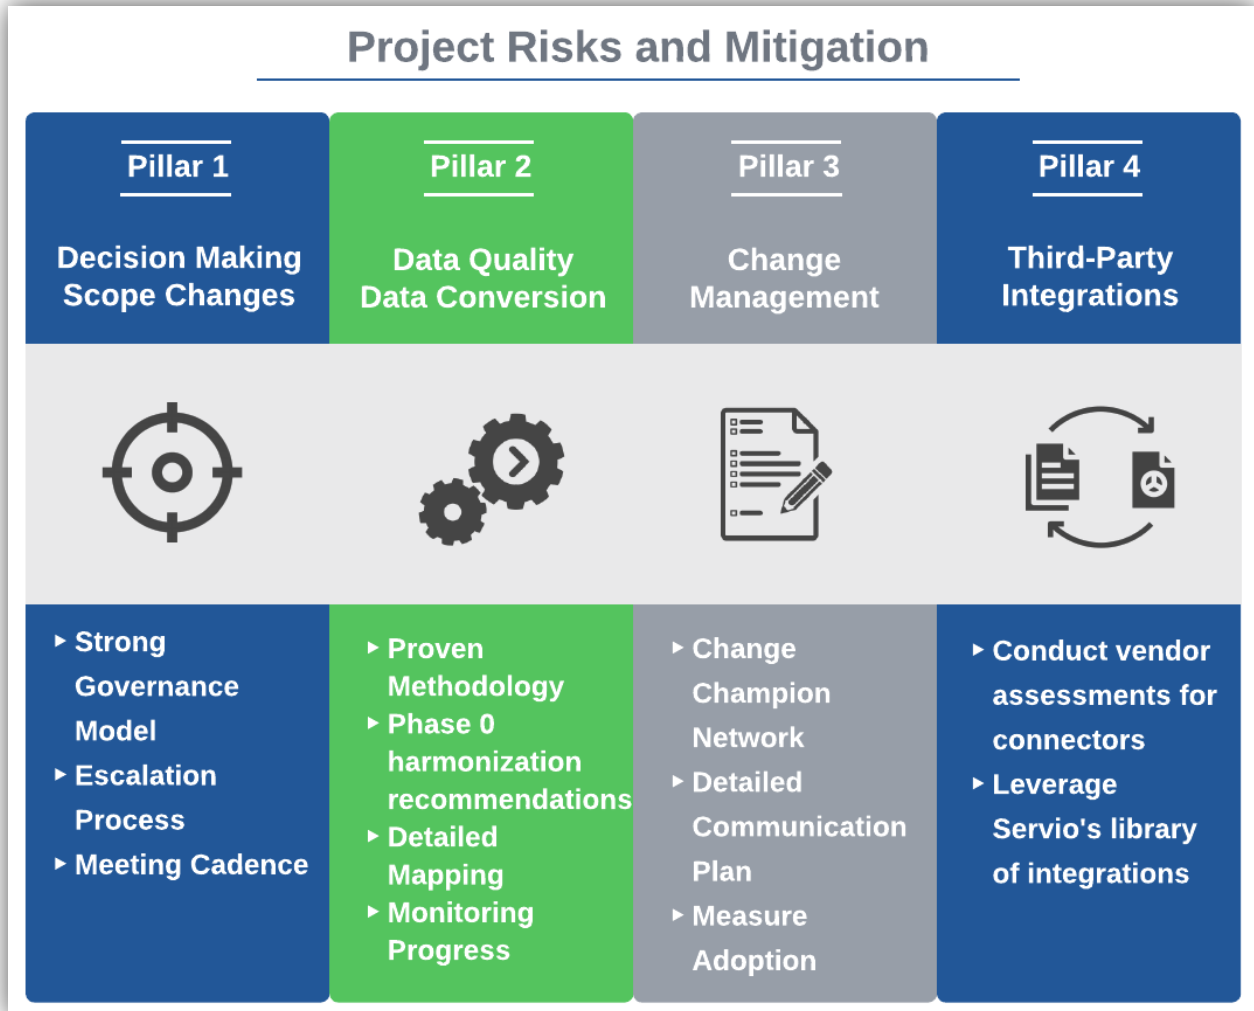 Project Risks and Mitigation
Pillar 1
Decision Making
Scope Changes
Pillar 2
Data Quality
Data Conversion
Pillar 3
Change
Management
Pillar 4
Third-Party
Integrations
Strong
Governance
Model
Escalation
Process
Meeting Cadence
Proven
Methodology
Phase 0
harmonization
recommendations
Detailed
Mapping
Monitoring
Progress
Change
Champion
Network
Detailed
Communication
Plan
Measure
Adoption
Conduct vendor
assessments for
connectors
Leverage
Servio's library
of integrations